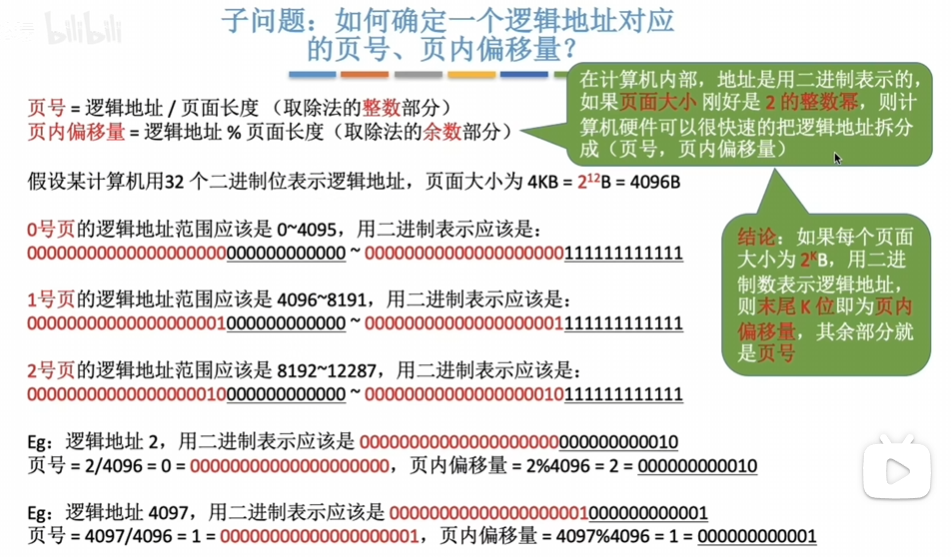 bilibili
子问题：如何确定一个逻辑地址对应
的页号、页内偏移量？
页号 = 逻辑地址 / 页面长度 （取除法的整数部分）
页内偏移量 = 逻辑地址 % 页面长度（取除法的余数部分）
在计算机内部，地址是用二进制表示的，
如果页面大小 刚好是 2 的整数幂，则计
算机硬件可以很快速的把逻辑地址拆分
成（页号，页内偏移量）
假设某计算机用32 个二进制位表示逻辑地址，页面大小为 4KB = 2¹²B = 4096B
0号页的逻辑地址范围应该是 0~4095，用二进制表示应该是：
00000000000000000000000000000000 ~ 00000000000000000000111111111111
1号页的逻辑地址范围应该是 4096~8191，用二进制表示应该是：
00000000000000000001000000000000 ~ 00000000000000000001111111111111
2号页的逻辑地址范围应该是 8192~12287，用二进制表示应该是：
00000000000000000010000000000000 ~ 00000000000000000010111111111111
结论：如果每个页面
大小为 2ᴷB，用二进
制数表示逻辑地址，
则末尾 K 位即为页内
偏移量，其余部分就
是页号
Eg：逻辑地址 2，用二进制表示应该是 00000000000000000000000000000010
页号 = 2/4096 = 0 = 00000000000000000000，页内偏移量 = 2%4096 = 2 = 000000000010
Eg：逻辑地址 4097，用二进制表示应该是 00000000000000000001000000000001
页号 = 4097/4096 = 1 = 00000000000000000001，页内偏移量 = 4097%4096 = 1 = 000000000001